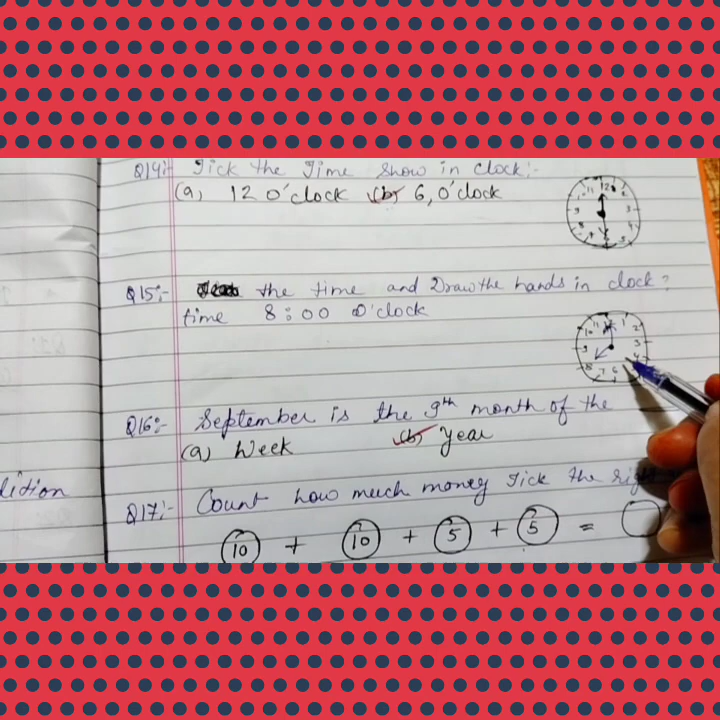 Q14:- Tick the Time show in clock:-
(a) 12 O'clock (b) 6, O'clock
Q15:- the time and Draw the hands in clock?
time 8:00 O'clock
Q16:- September is the 9th month of the
(a) Week (b) Year
dition
Q17:- Count how much money Tick the
10 + 10 + 5 + 5 =